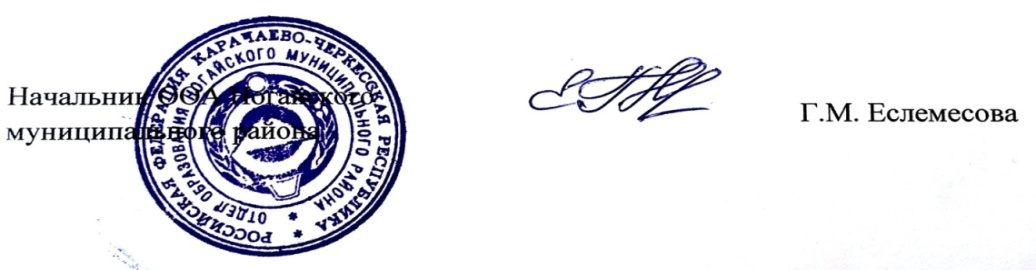 Начальник ООА Ногайского
муниципального района
Г.М. Еслемесова
РОССИЙСКАЯ ФЕДЕРАЦИЯ КАРАЧАЕВО-ЧЕРКЕССКАЯ РЕСПУБЛИКА
ОТДЕЛ ОБРАЗОВАНИЯ НОГАЙСКОГО МУНИЦИПАЛЬНОГО РАЙОНА